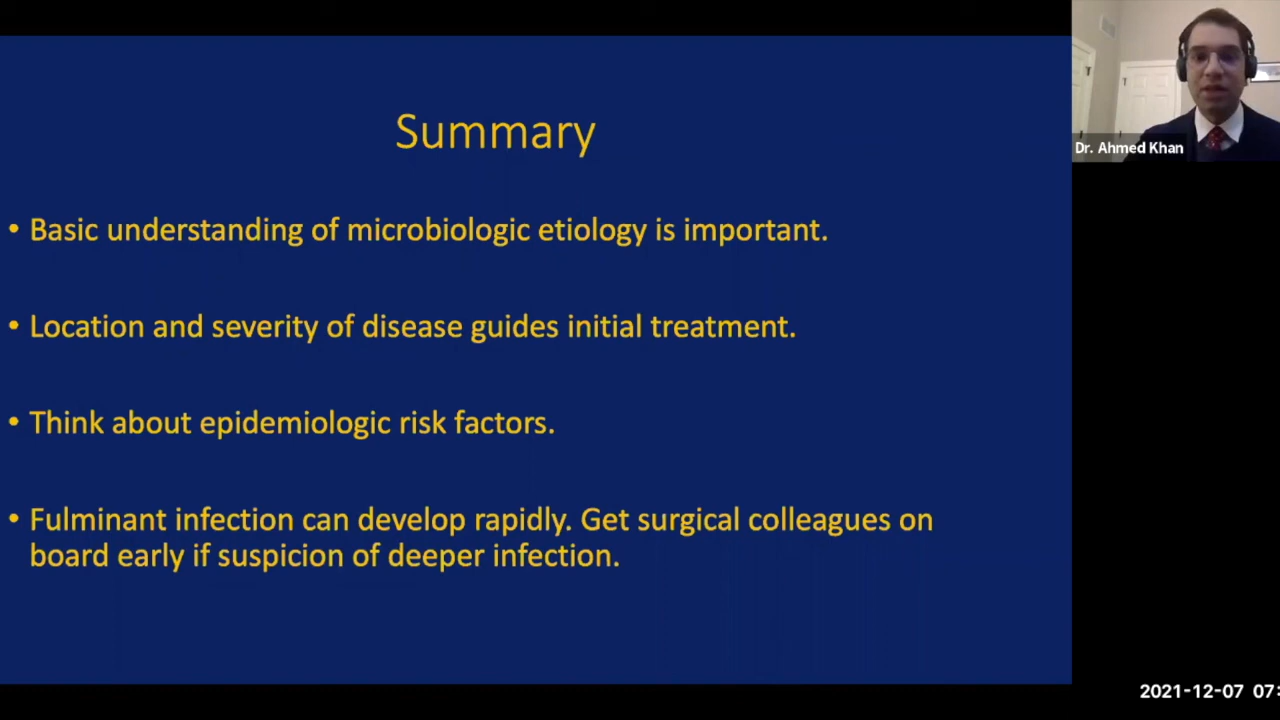 Summary
• Basic understanding of microbiologic etiology is important.
• Location and severity of disease guides initial treatment.
• Think about epidemiologic risk factors.
• Fulminant infection can develop rapidly. Get surgical colleagues on
board early if suspicion of deeper infection.
Dr. Ahmed Khan
2021-12-07 07: